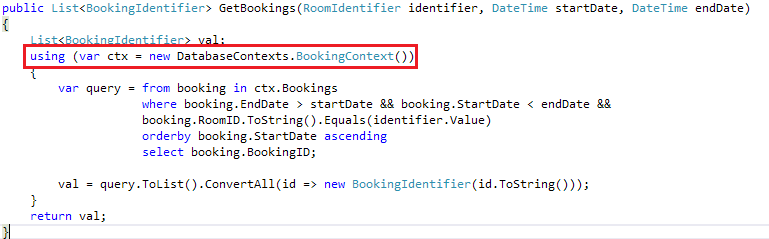 public List<BookingIdentifier> GetBookings(RoomIdentifier identifier, DateTime startDate, DateTime endDate)
{
List<BookingIdentifier> val;
using (var ctx = new DatabaseContexts.BookingContext())
{
var query = from booking in ctx.Bookings
where booking.EndDate > startDate && booking.StartDate < endDate &&
booking.RoomID.ToString().Equals(identifier.Value)
orderby booking.StartDate ascending
select booking.BookingID;
val = query.ToList().ConvertAll(id => new BookingIdentifier(id.ToString()));
}
return val;
}